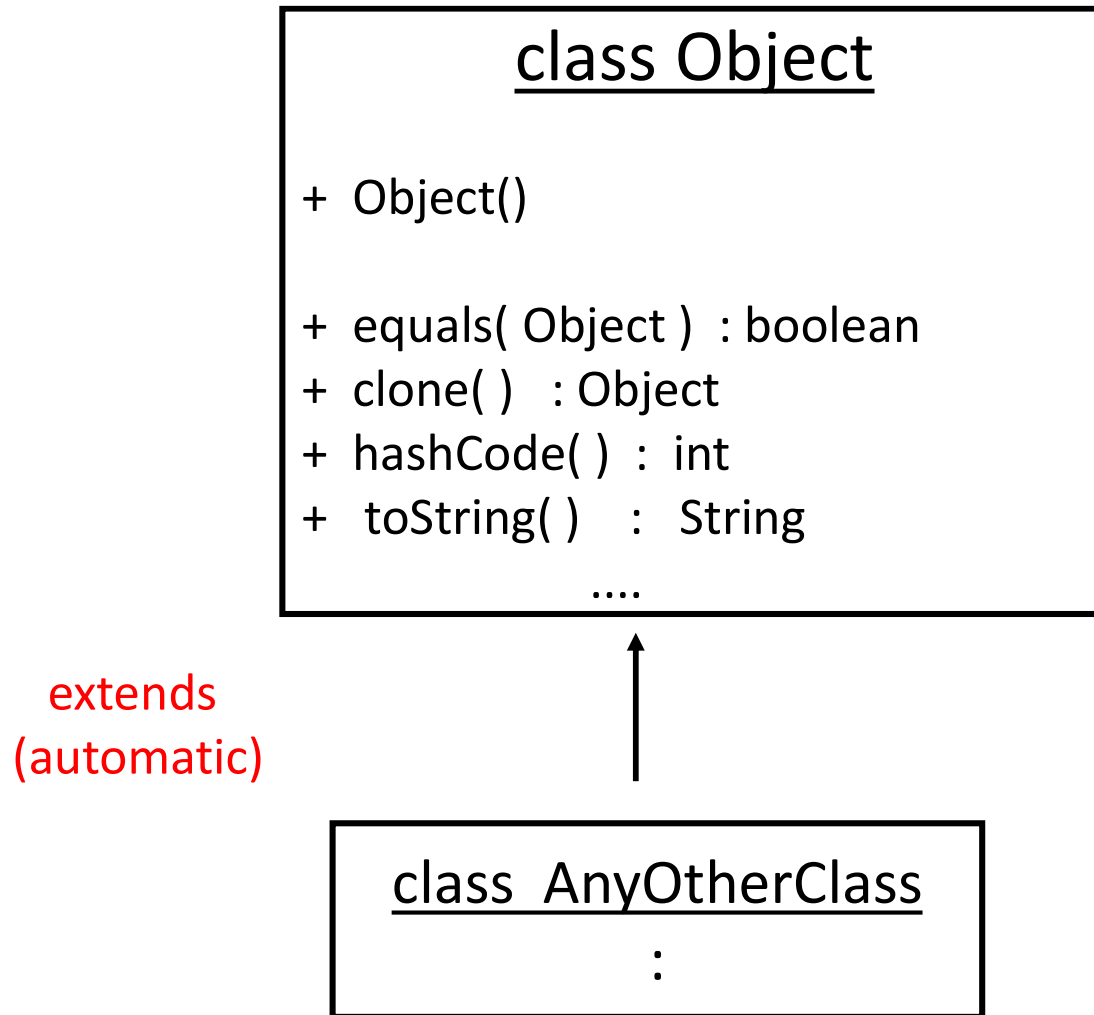 class Object
+ Object()
+ equals( Object ) : boolean
+ clone( ) : Object
+ hashCode( ) : int
+ toString( ) : String
....
extends
(automatic)
class AnyOtherClass
: